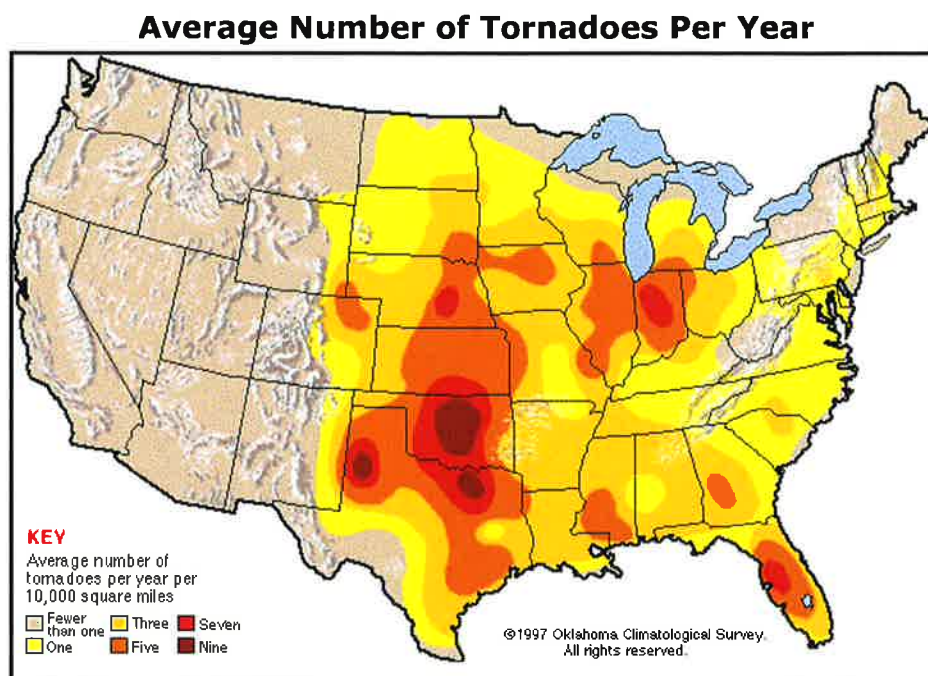 Average Number of Tornadoes Per Year
KEY
Average number of
tornadoes per year per
10,000 square miles
Fewer
than one
Three
Seven
One
Five
Nine
©1997 Oklahoma Climatological Survey.
All rights reserved.